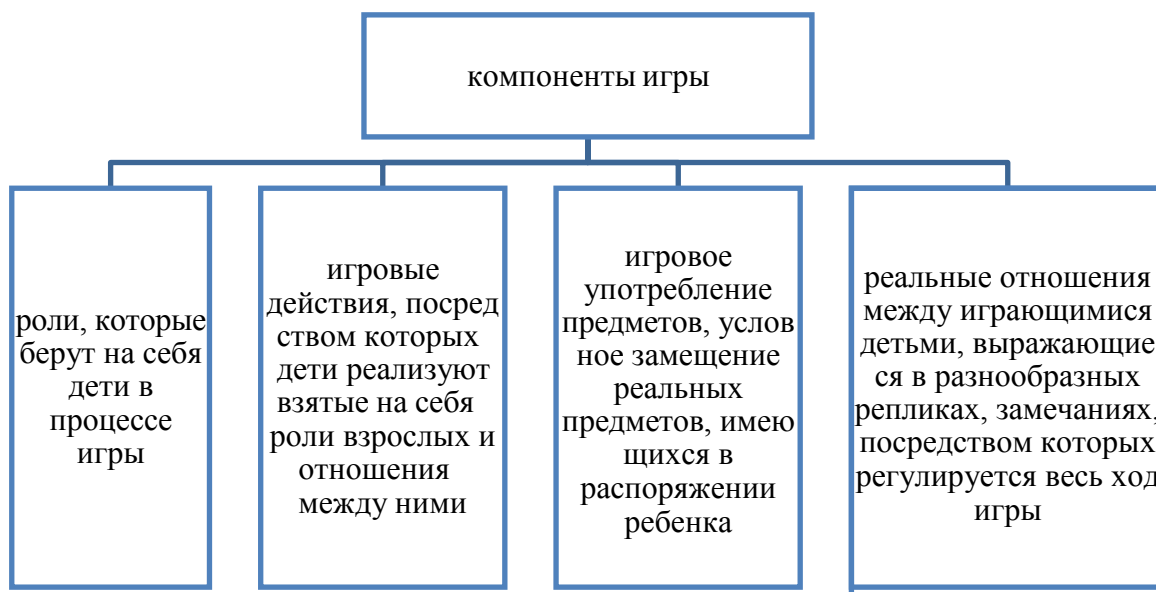 компоненты игры
роли, которые
берут на себя
дети в
процессе
игры
игровые
действия, посред
ством которых
дети реализуют
взятые на себя
роли взрослых и
отношения
между ними
игровое
употребление
предметов, услов
ное замещение
реальных
предметов, имею
щихся в
распоряжении
ребенка
реальные отношения
между играющимися
детьми, выражающие
ся в разнообразных
репликах, замечаниях,
посредством которых
регулируется весь ход
игры